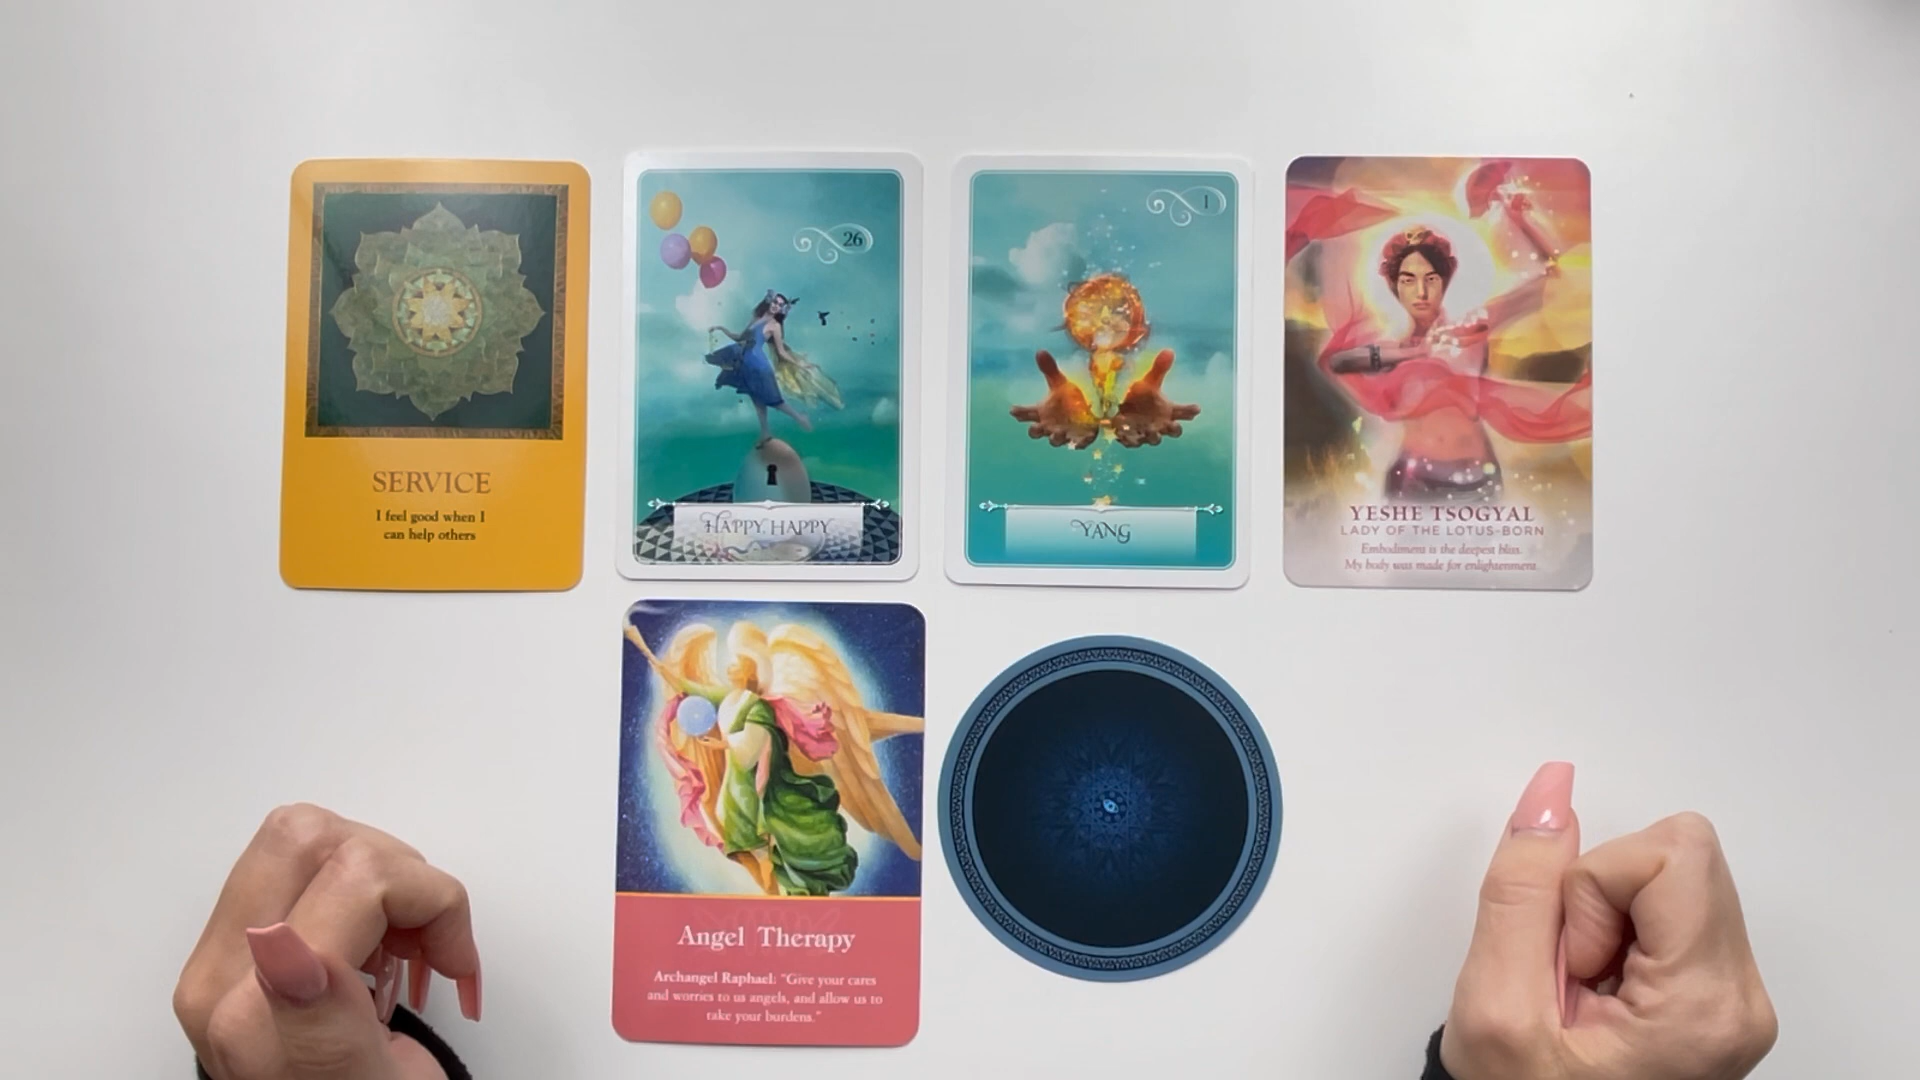 SERVICE
I feel good when I
can help others
26
HAPPY, HAPPY
1
YANG
YESHE TSOGYAL
LADY OF THE LOTUS-BORN
Embodiment is the deepest bliss.
My body was made for enlightenment.
Angel Therapy
Archangel Raphael: "Give your cares
and worries to us angels, and allow us to
take your burdens."